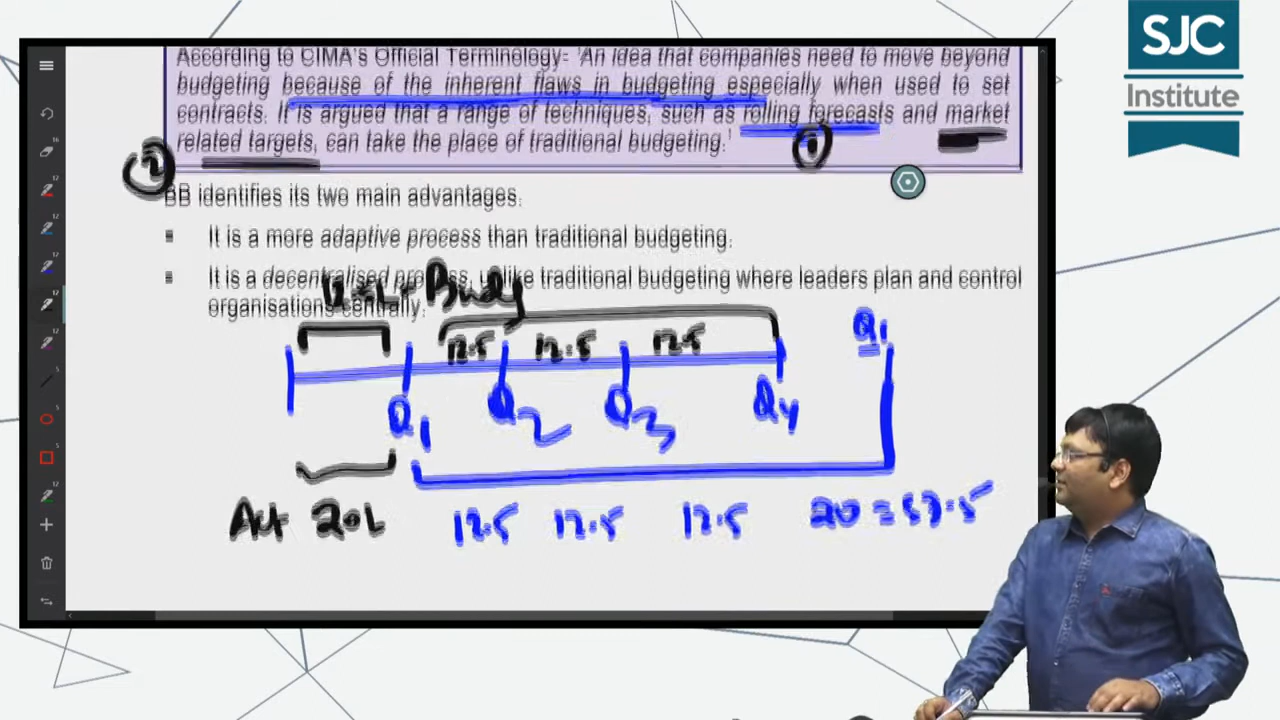 SJC
Institute
According to CIMA's Official Terminology- 'An idea that companies need to move beyond
budgeting because of the inherent flaws in budgeting especially when used to set
contracts. It is argued that a range of techniques, such as rolling forecasts and market
related targets, can take the place of traditional budgeting.'
1
2
BB identifies its two main advantages.
It is a more adaptive process than traditional budgeting.
It is a decentralised process, unlike traditional budgeting where leaders plan and control
organisations centrally.
Budg
12.5 12.5 12.5
Q1
Q1 Q2 Q3 Q4
Act 20L 12.5 12.5 12.5 20 = 57.5